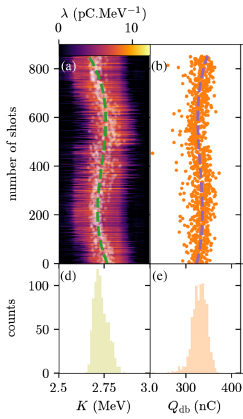 λ (pC.MeV⁻¹)
0 10
(a) (b)
800
600
400
200
0
number of shots
(d) (e)
100
50
0
counts
2.5 2.75 3.0 300 400
K (MeV) Q_db (nC)